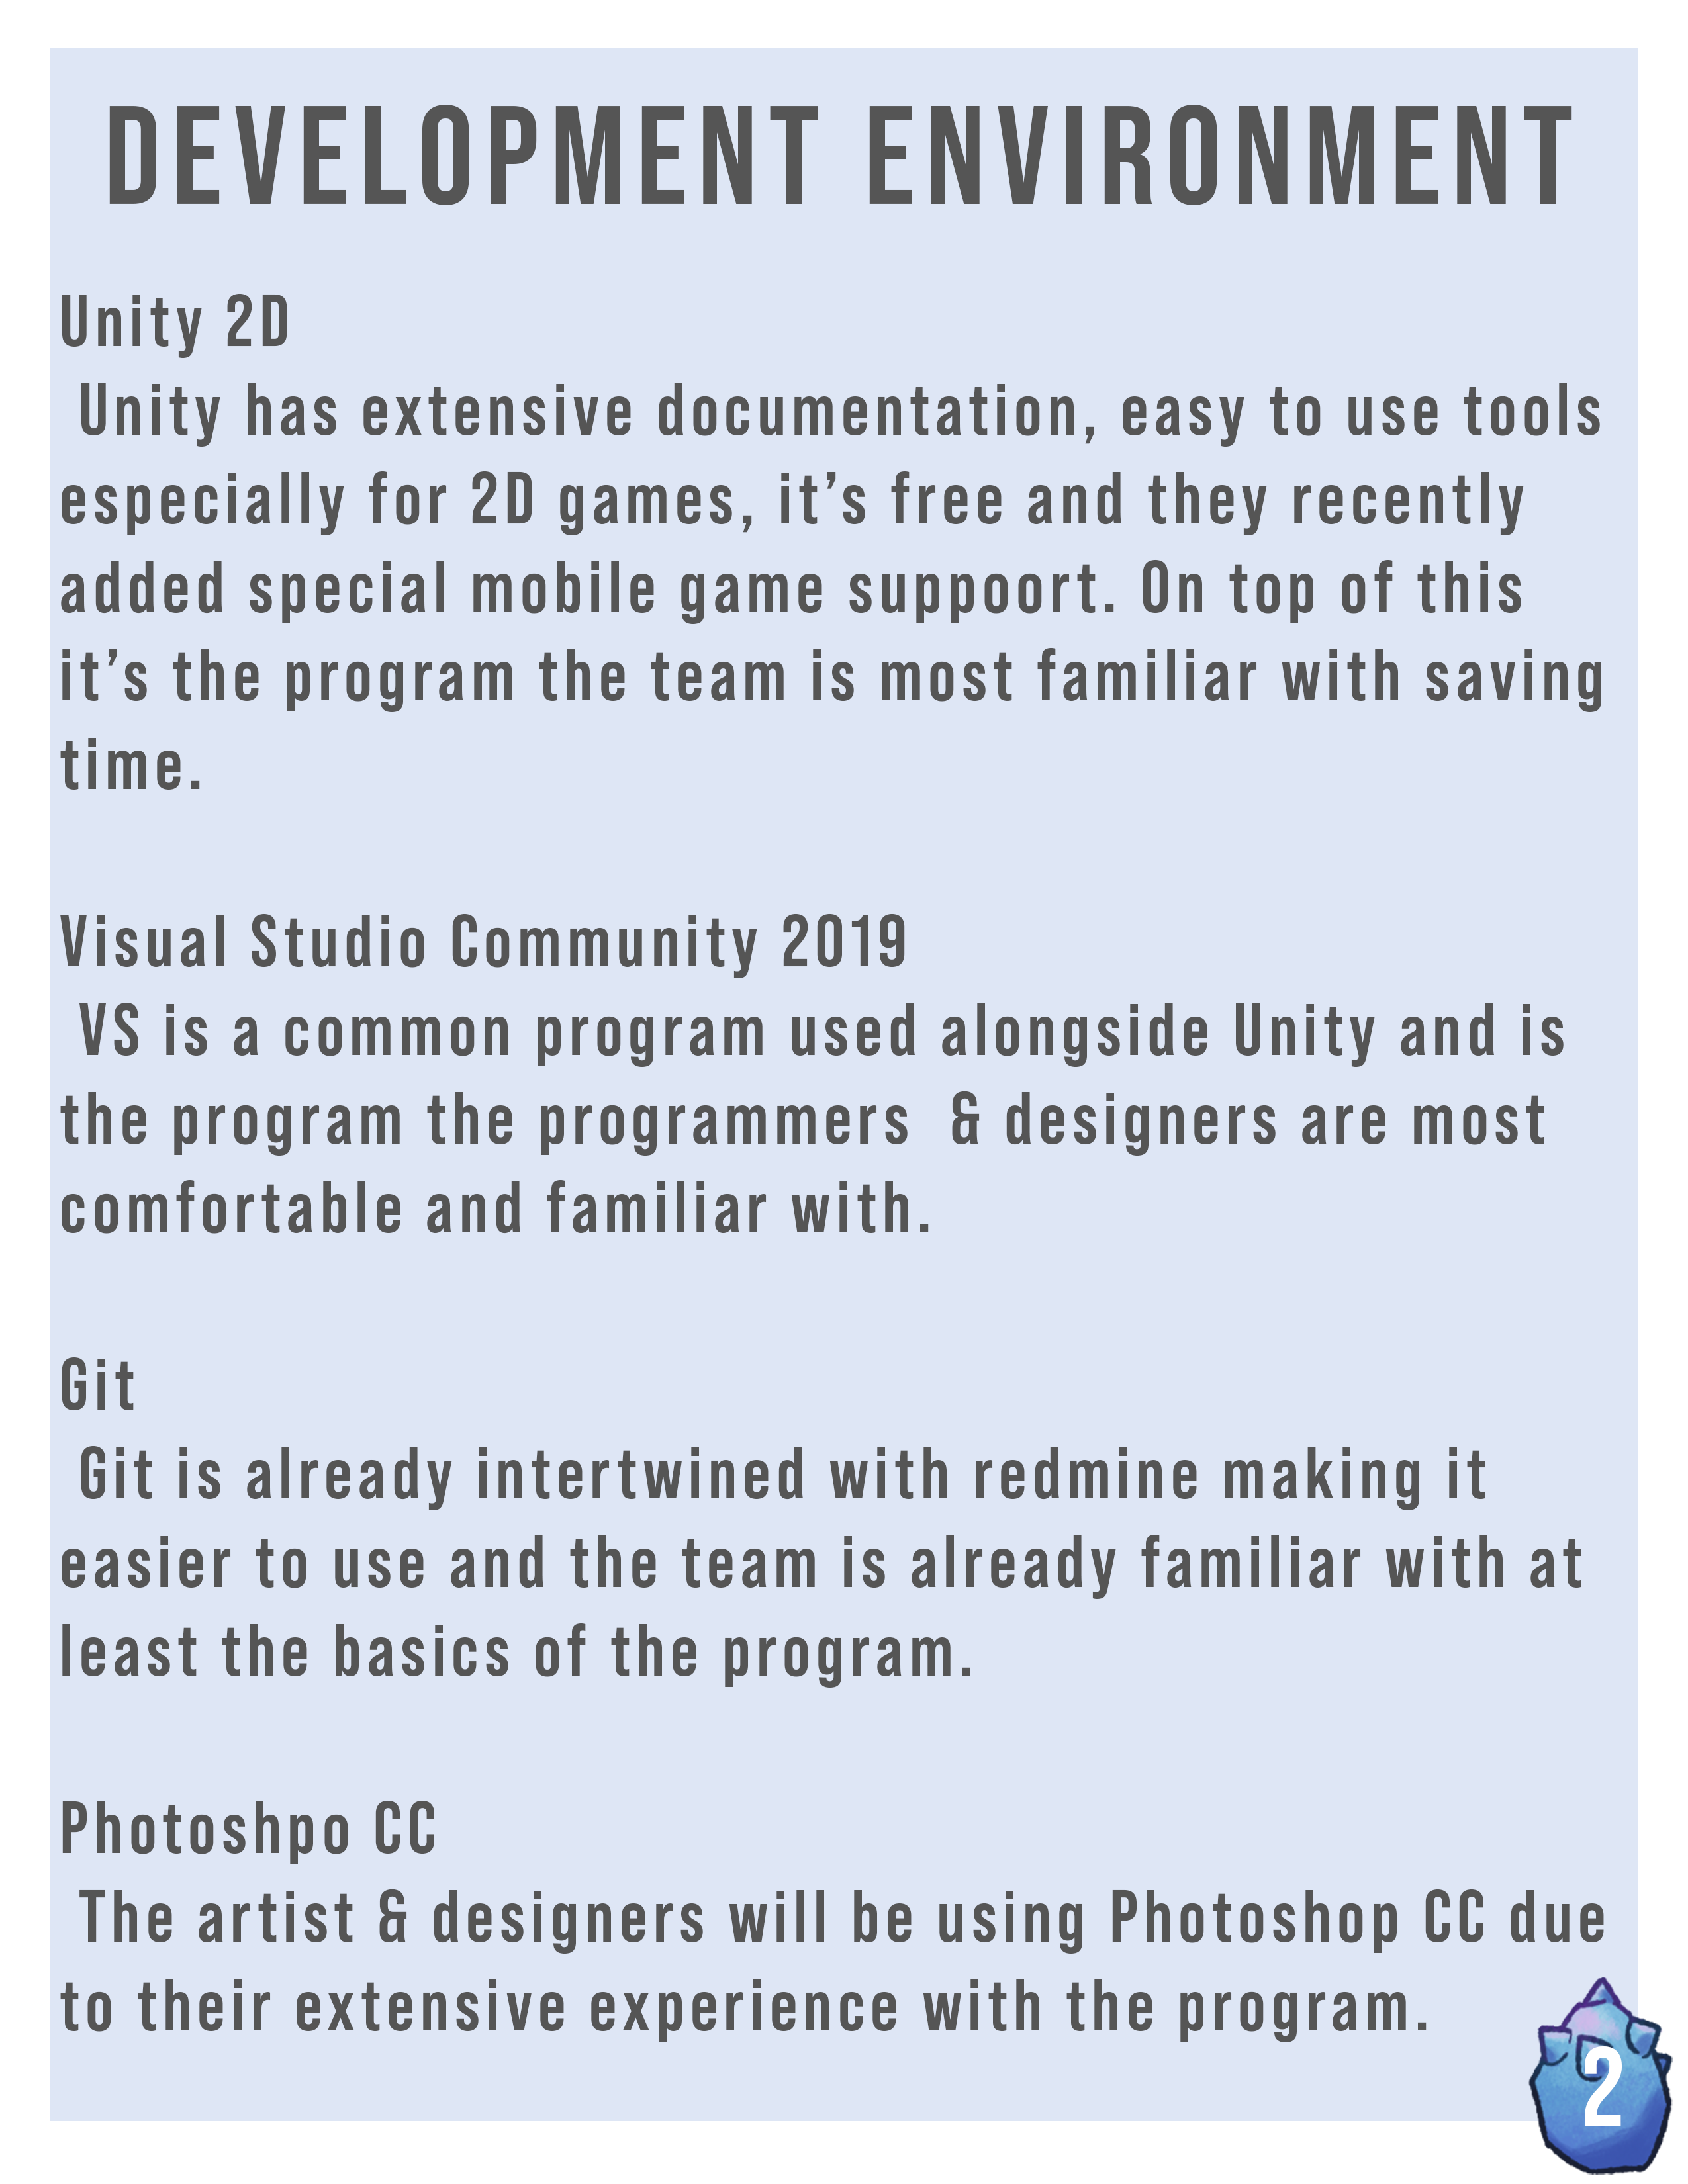 DEVELOPMENT ENVIRONMENT
Unity 2D
Unity has extensive documentation, easy to use tools
especially for 2D games, it’s free and they recently
added special mobile game suppoort. On top of this
it’s the program the team is most familiar with saving
time.
Visual Studio Community 2019
VS is a common program used alongside Unity and is
the program the programmers & designers are most
comfortable and familiar with.
Git
Git is already intertwined with redmine making it
easier to use and the team is already familiar with at
least the basics of the program.
Photoshpo CC
The artist & designers will be using Photoshop CC due
to their extensive experience with the program.
2